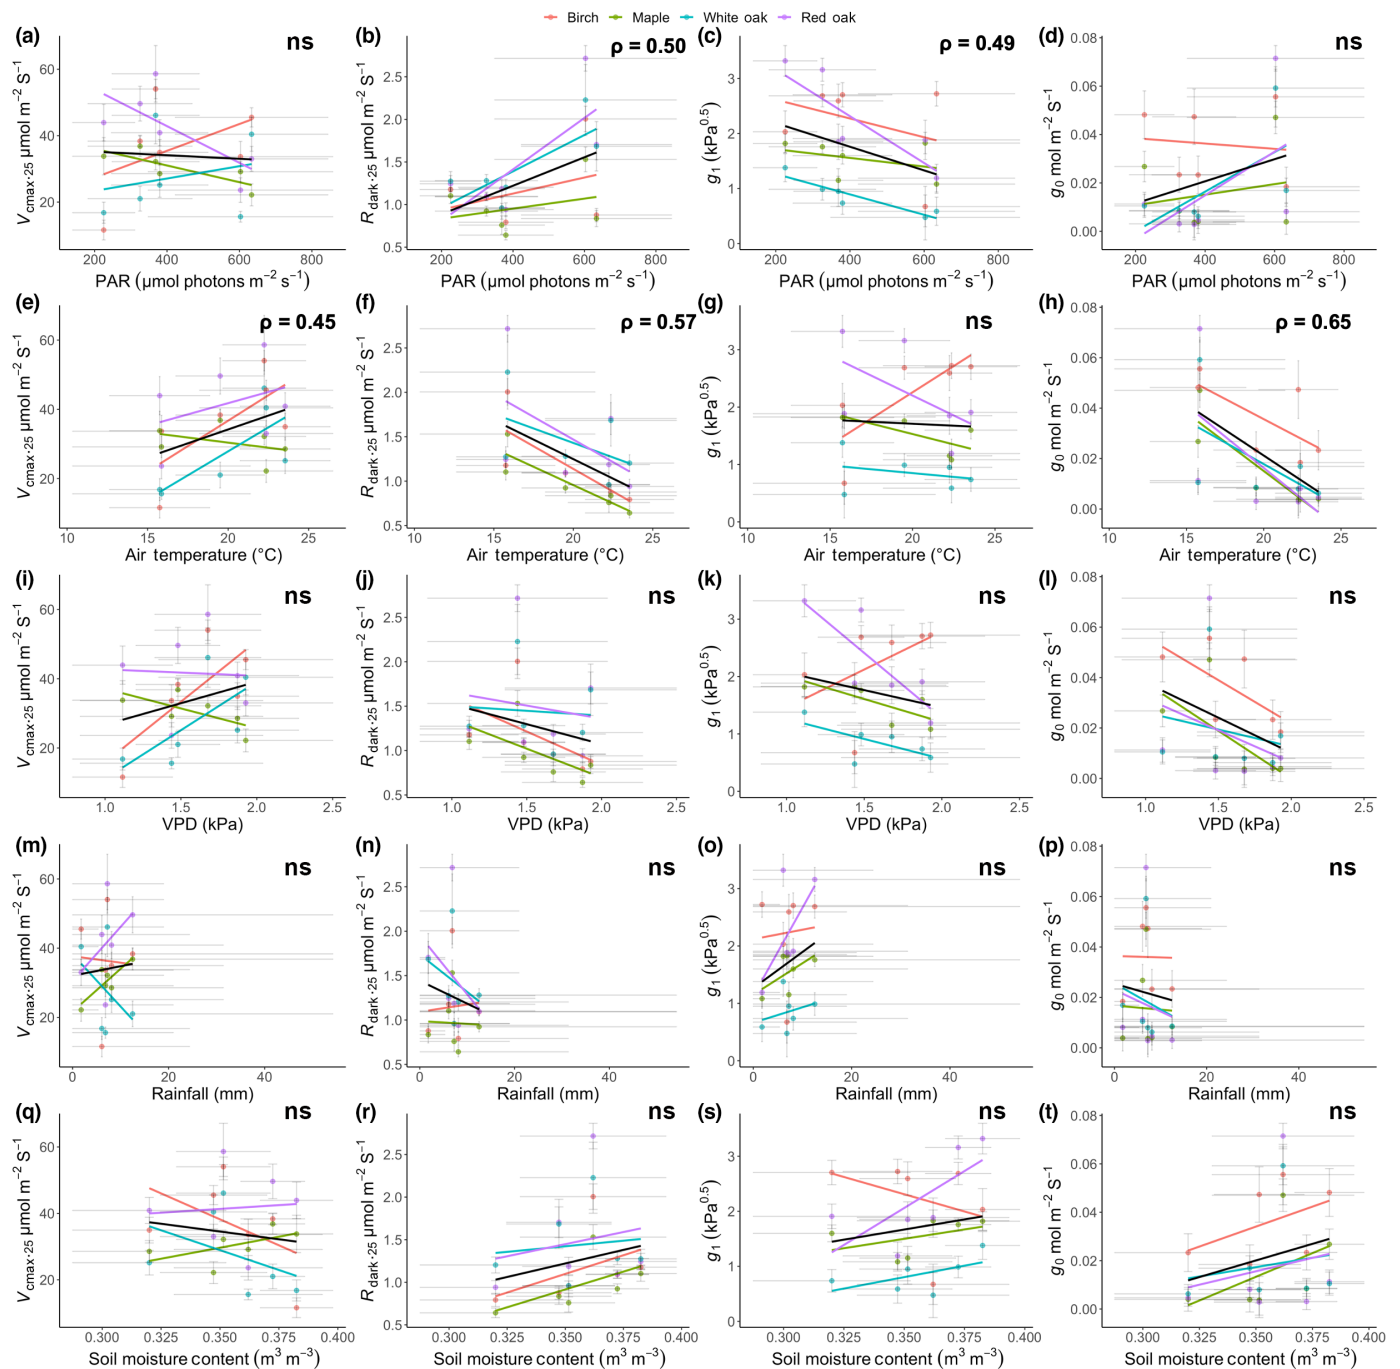 Birch Maple White oak Red oak
(a) ns (b) ρ = 0.50 (c) ρ = 0.49 (d) ns
V cmax·25 µmol m−2 S−1
60
40
20
200 400 600 800
PAR (µmol photons m−2 s−1)
R dark·25 µmol m−2 S−1
2.5
2.0
1.5
1.0
0.5
200 400 600 800
PAR (µmol photons m−2 s−1)
g1 (kPa0.5)
3
2
1
0
200 400 600 800
PAR (µmol photons m−2 s−1)
g0 mol m−2 S−1
0.08
0.06
0.04
0.02
0.00
200 400 600 800
PAR (µmol photons m−2 s−1)
(e) ρ = 0.45 (f) ρ = 0.57 (g) ns (h) ρ = 0.65
V cmax·25 µmol m−2 S−1
60
40
20
10 15 20 25
Air temperature (°C)
R dark·25 µmol m−2 S−1
2.5
2.0
1.5
1.0
0.5
10 15 20 25
Air temperature (°C)
g1 (kPa0.5)
3
2
1
0
10 15 20 25
Air temperature (°C)
g0 mol m−2 S−1
0.08
0.06
0.04
0.02
0.00
10 15 20 25
Air temperature (°C)
(i) ns (j) ns (k) ns (l) ns
V cmax·25 µmol m−2 S−1
60
40
20
1.0 1.5 2.0 2.5
VPD (kPa)
R dark·25 µmol m−2 S−1
2.5
2.0
1.5
1.0
0.5
1.0 1.5 2.0 2.5
VPD (kPa)
g1 (kPa0.5)
3
2
1
0
1.0 1.5 2.0 2.5
VPD (kPa)
g0 mol m−2 S−1
0.08
0.06
0.04
0.02
0.00
1.0 1.5 2.0 2.5
VPD (kPa)
(m) ns (n) ns (o) ns (p) ns
V cmax·25 µmol m−2 S−1
60
40
20
0 20 40
Rainfall (mm)
R dark·25 µmol m−2 S−1
2.5
2.0
1.5
1.0
0.5
0 20 40
Rainfall (mm)
g1 (kPa0.5)
3
2
1
0
0 20 40
Rainfall (mm)
g0 mol m−2 S−1
0.08
0.06
0.04
0.02
0.00
0 20 40
Rainfall (mm)
(q) ns (r) ns (s) ns (t) ns
V cmax·25 µmol m−2 S−1
60
40
20
0.300 0.325 0.350 0.375 0.400
Soil moisture content (m3 m−3)
R dark·25 µmol m−2 S−1
2.5
2.0
1.5
1.0
0.5
0.300 0.325 0.350 0.375 0.400
Soil moisture content (m3 m−3)
g1 (kPa0.5)
3
2
1
0
0.300 0.325 0.350 0.375 0.400
Soil moisture content (m3 m−3)
g0 mol m−2 S−1
0.08
0.06
0.04
0.02
0.00
0.300 0.325 0.350 0.375 0.400
Soil moisture content (m3 m−3)